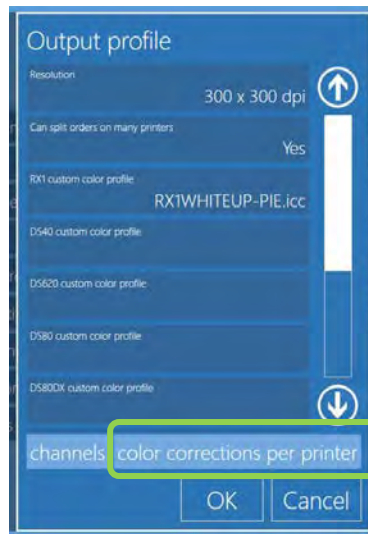 Output profile
Resolution
300 x 300 dpi
Can split orders on many printers
Yes
RX1 custom color profile
RX1WHITEUP-PIE.icc
DS40 custom color profile
DS620 custom color profile
DS80 custom color profile
DS80DX custom color profile
channels color corrections per printer
OK Cancel